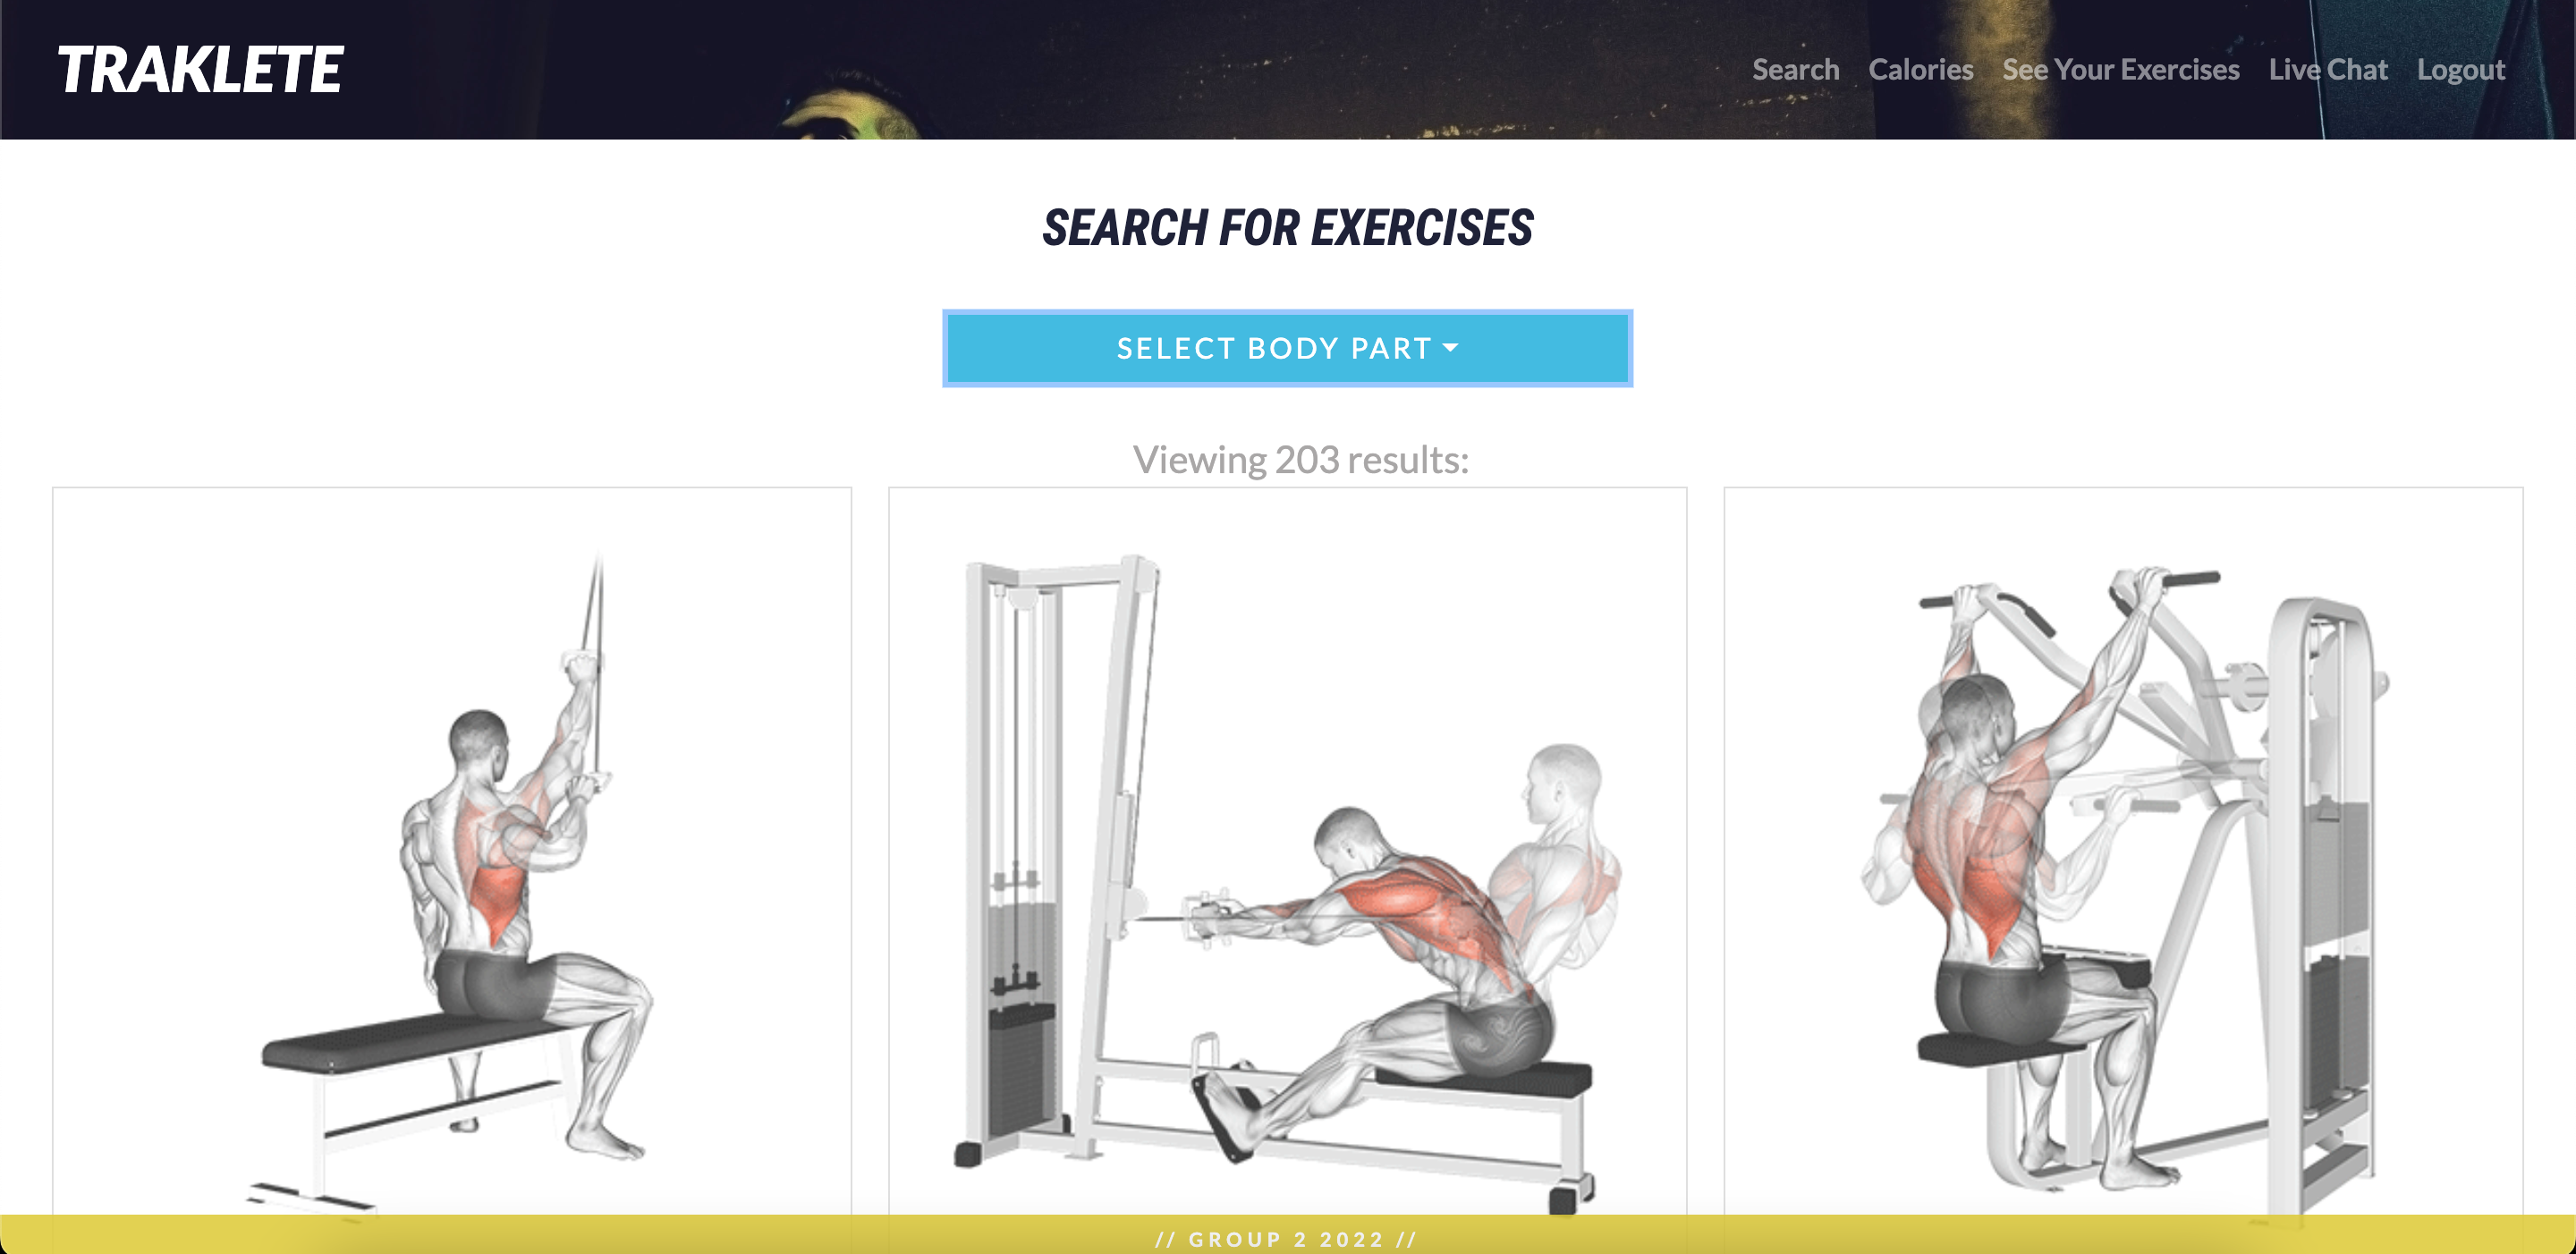 TRAKLETE
Search Calories See Your Exercises Live Chat Logout
SEARCH FOR EXERCISES
SELECT BODY PART
Viewing 203 results:
// GROUP 2 2022 //